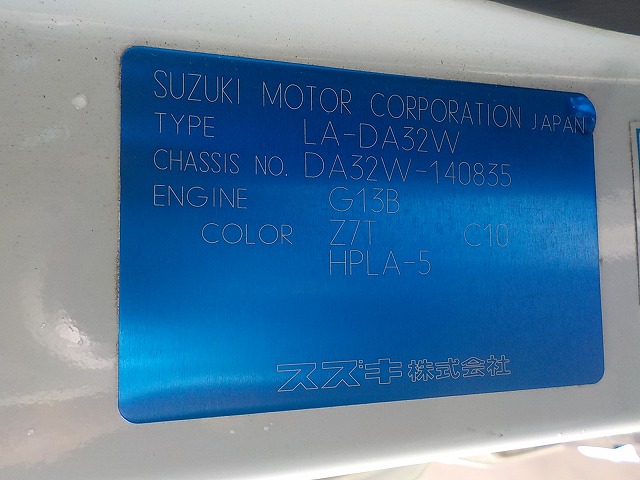 SUZUKI MOTOR CORPORATION JAPAN
TYPE LA-DA32W
CHASSIS NO. DA32W-140835
ENGINE G13B
COLOR Z7T C10
HPLA-5
スズキ株式会社